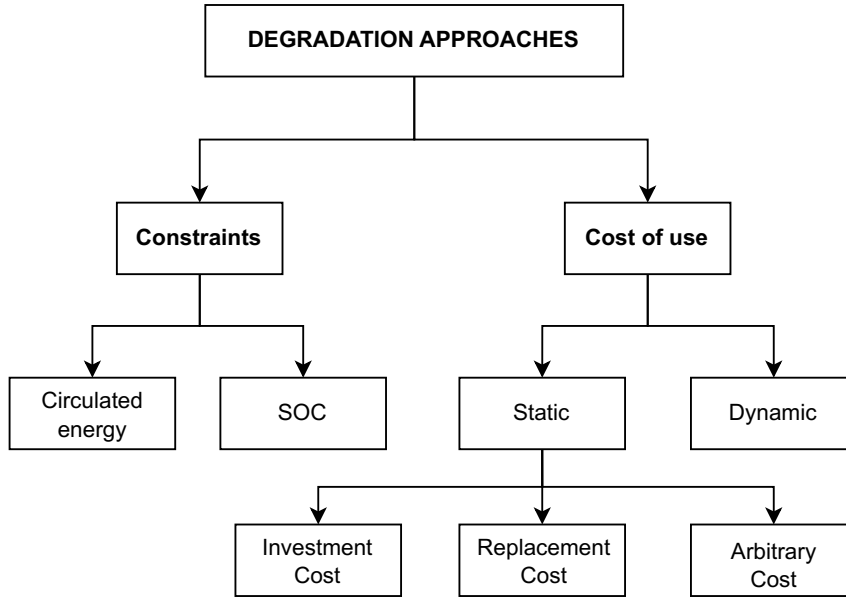 DEGRADATION APPROACHES
Constraints
Cost of use
Circulated
energy
SOC
Static
Dynamic
Investment
Cost
Replacement
Cost
Arbitrary
Cost